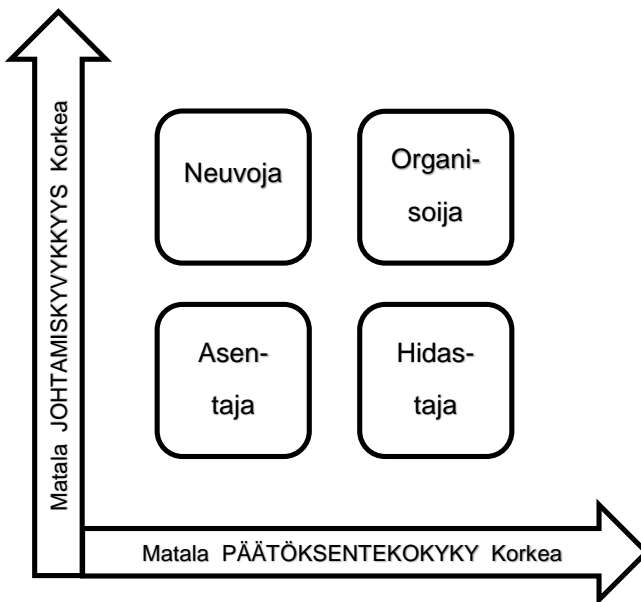 Matala JOHTAMISKYVYKKYYS Korkea
Neuvoja
Organi-
soija
Asen-
taja
Hidas-
taja
Matala PÄÄTÖKSENTEKOKYKY Korkea